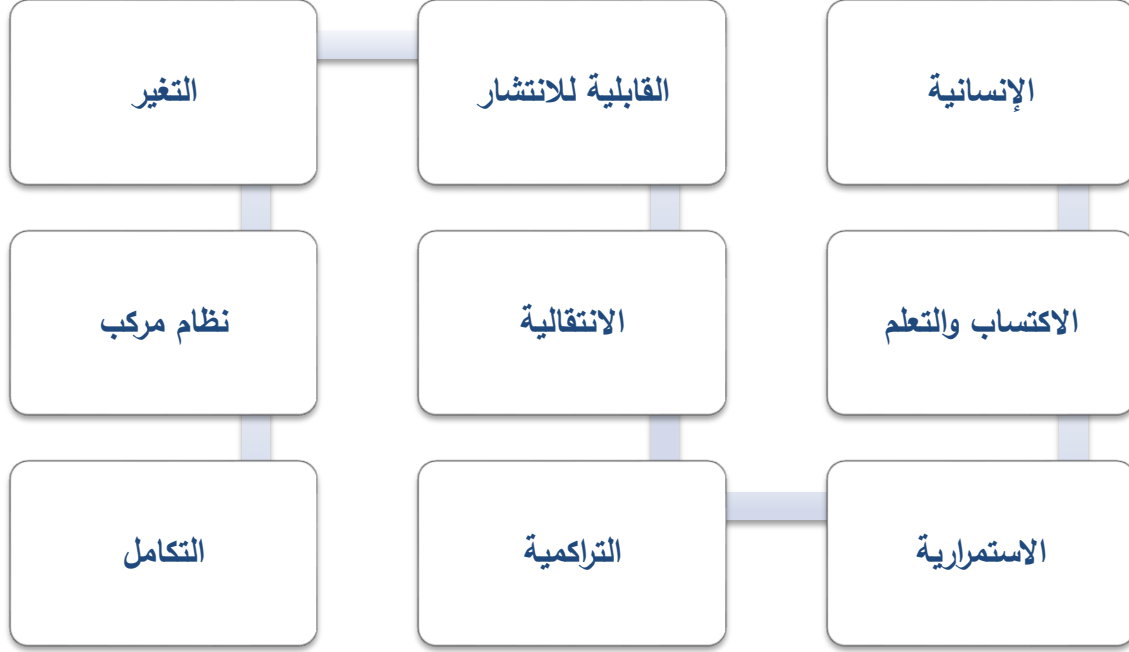 الإنسانية
الاكتساب والتعلم
الاستمرارية
التراكمية
الانتقالية
القابلية للانتشار
التغير
نظام مركب
التكامل